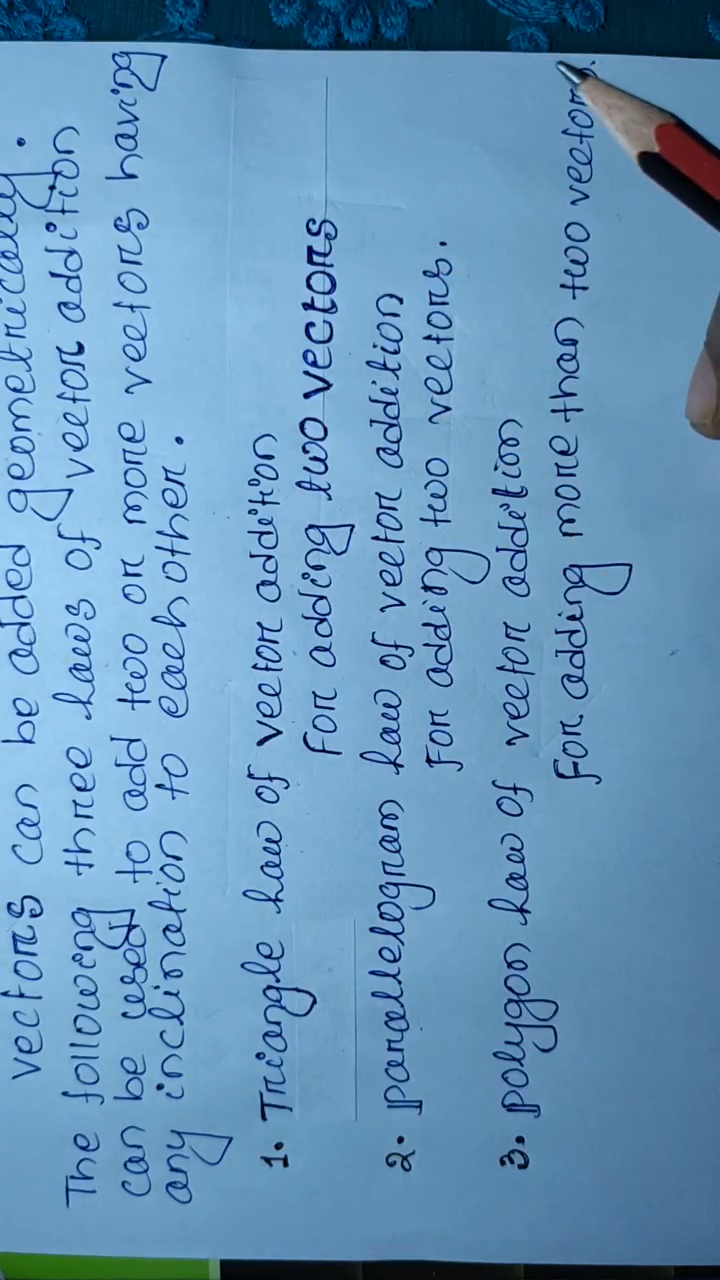 vectors can be added geometrically.
The following three laws of vector addition
can be used to add two or more vectors having
any inclination to each other.
1. Triangle law of vector addition
For adding two vectors
2. parallelogram law of vector addition
For adding two vectors.
3. polygon law of vector addition
For adding more than two vectors.